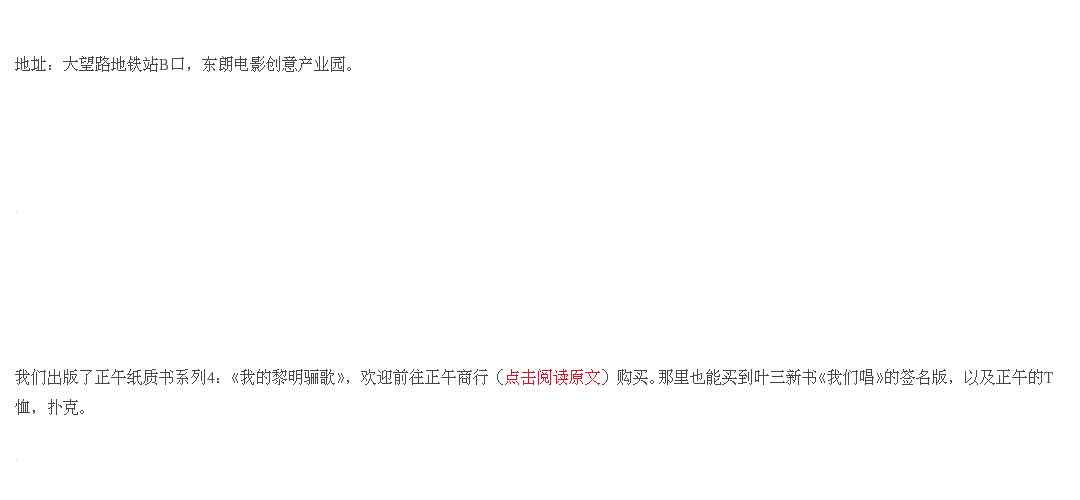 地址：大望路地铁站B口，东朗电影创意产业园。
我们出版了正午纸质书系列4：《我的黎明骊歌》，欢迎前往正午商行（点击阅读原文）购买。那里也能买到叶三新书《我们唱》的签名版，以及正午的T
恤，扑克。